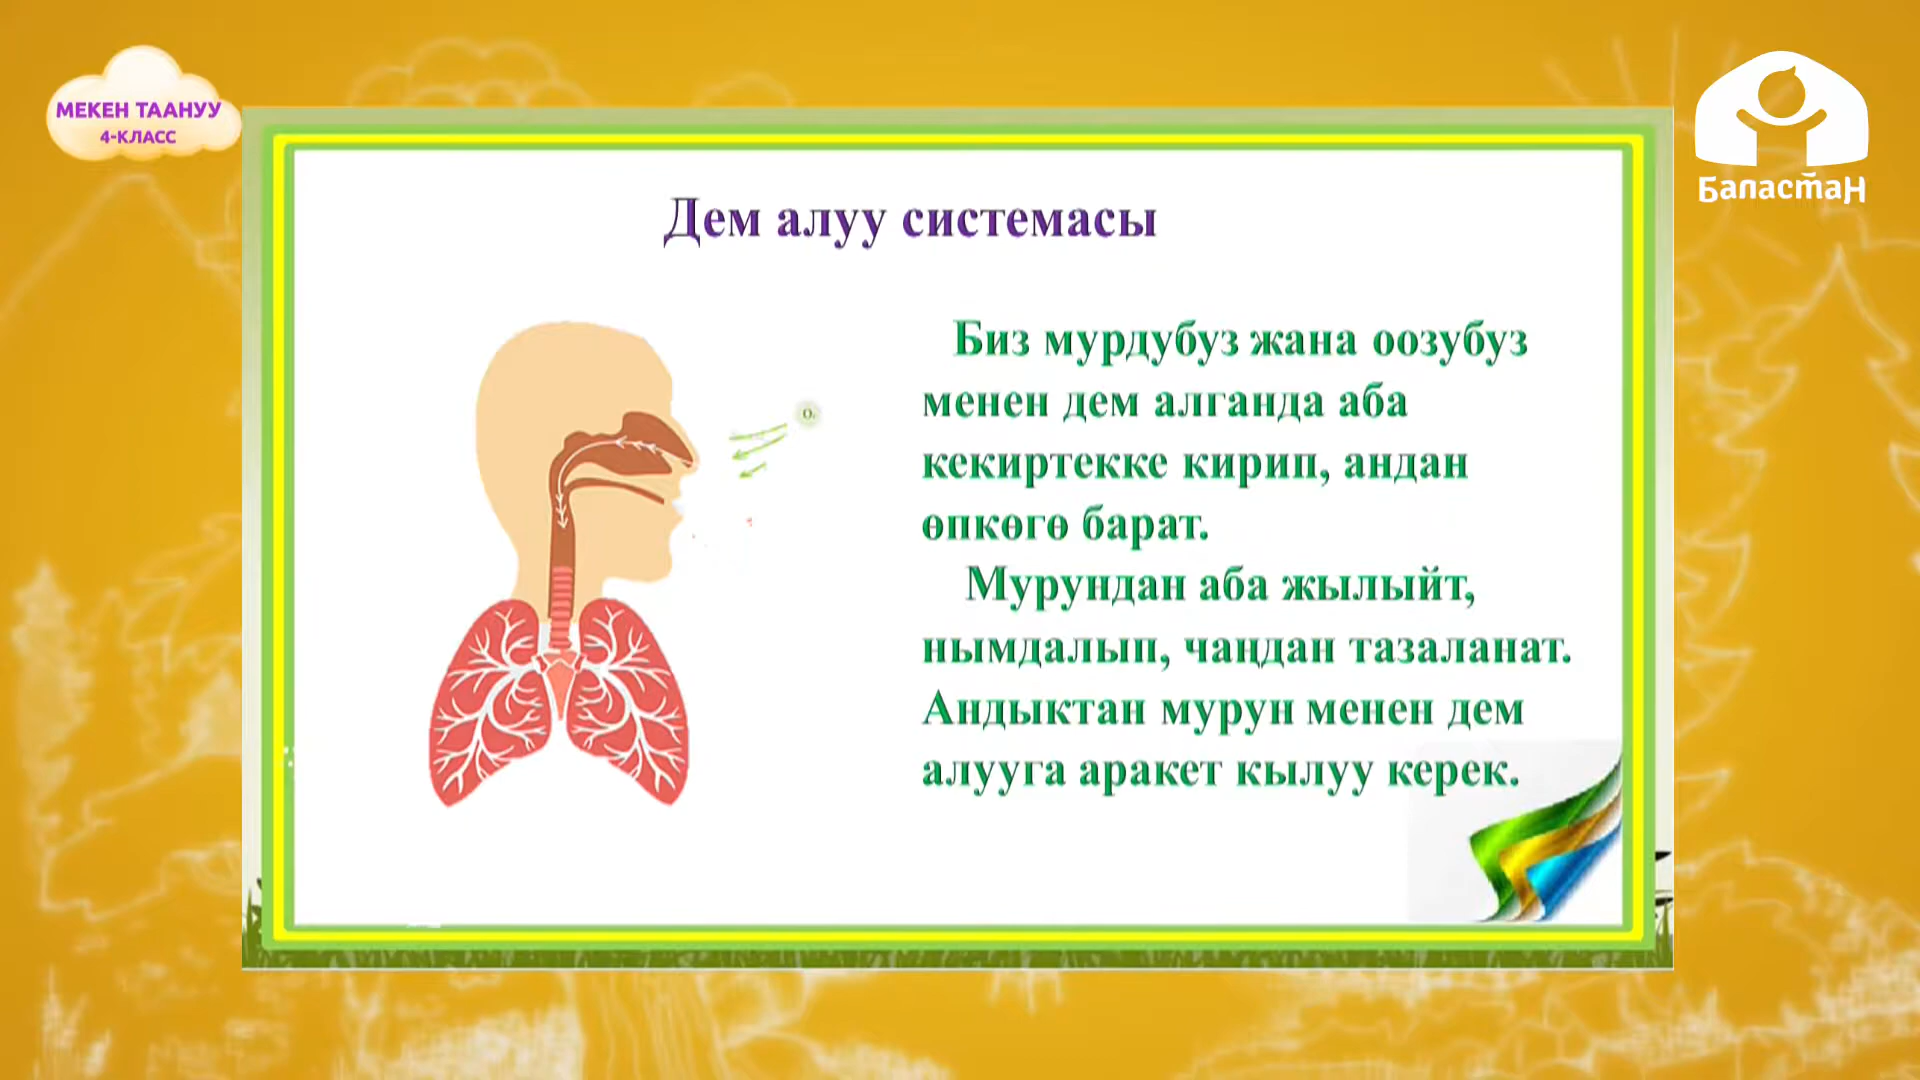 МЕКЕН ТААНУУ
4-КЛАСС
Баластан
Дем алуу системасы
Биз мурдубуз жана оозубуз
менен дем алганда аба
кекиртекке кирип, андан
өпкөгө барат.
Мурундан аба жылыйт,
нымдалып, чаңдан тазаланат.
Андыктан мурун менен дем
алууга аракет кылуу керек.